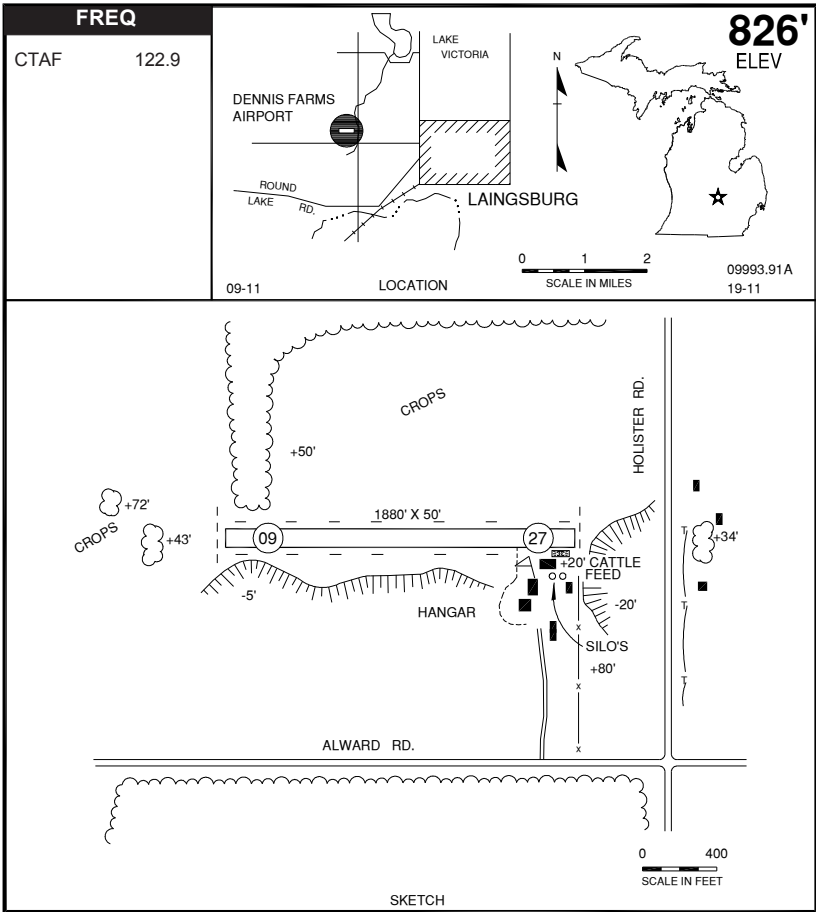 FREQ
CTAF 122.9
LAKE
VICTORIA
826'
ELEV
N
DENNIS FARMS
AIRPORT
ROUND
LAKE RD.
LAINGSBURG
0 1 2
SCALE IN MILES
09993.91A
09-11
LOCATION
19-11
CROPS
HOLISTER RD.
+50'
+72'
CROPS
+43'
1880' X 50'
09
27
T
+34'
+20' CATTLE
FEED
-5'
HANGAR
-20'
T
x
SILO'S
+80'
x
T
ALWARD RD.
x
0 400
SCALE IN FEET
SKETCH